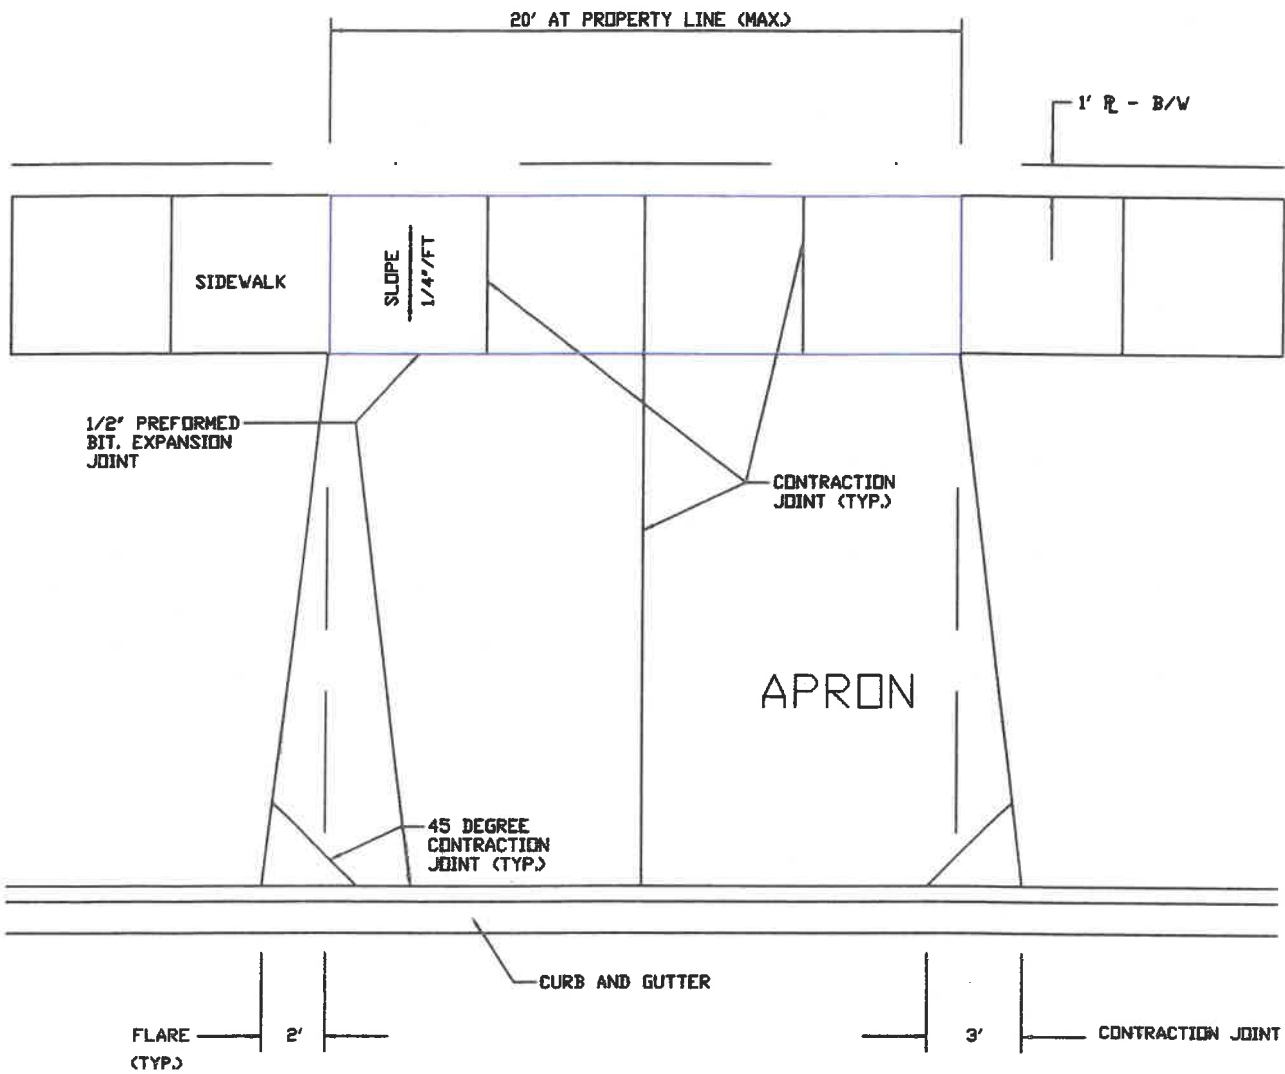 20' AT PROPERTY LINE (MAX.)
1' ℄ - B/W
SIDEWALK
SLOPE
1/4"/FT
1/2" PREFORMED
BIT. EXPANSION
JOINT
CONTRACTION
JOINT (TYP.)
APRON
45 DEGREE
CONTRACTION
JOINT (TYP.)
CURB AND GUTTER
FLARE
(TYP.)
2'
3'
CONTRACTION JOINT